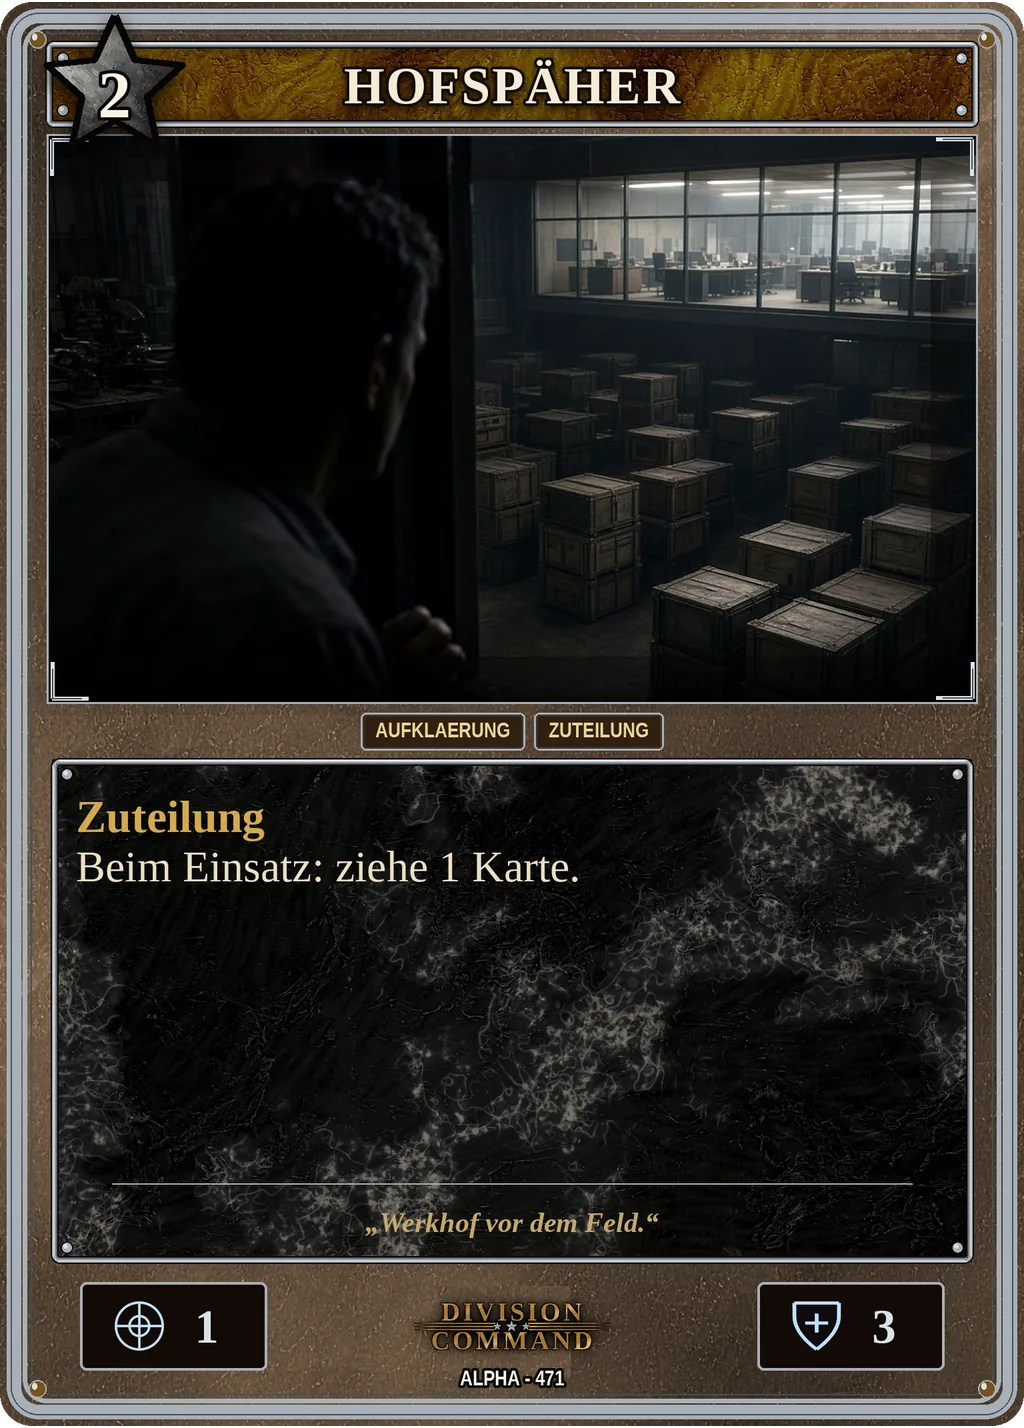 2
HOFSPÄHER
AUFKLAERUNG ZUTEILUNG
Zuteilung
Beim Einsatz: ziehe 1 Karte.
„Werkhof vor dem Feld.“
1
DIVISION
COMMAND
3
ALPHA - 471